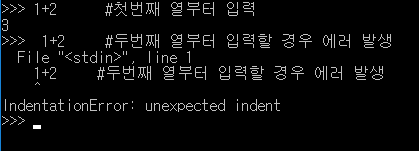 >>> 1+2     #첫번째 열부터 입력
3
>>>  1+2     #두번째 열부터 입력할 경우 에러 발생
  File "<stdin>", line 1
    1+2     #두번째 열부터 입력할 경우 에러 발생
    ^
IndentationError: unexpected indent
>>>